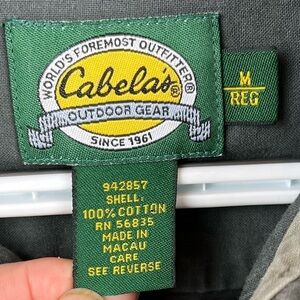 WORLD'S FOREMOST OUTFITTER®
Cabela's®
OUTDOOR GEAR
SINCE 1961
M
REG
942857
SHELL:
100% COTTON
RN 56835
MADE IN
MACAU
CARE
SEE REVERSE